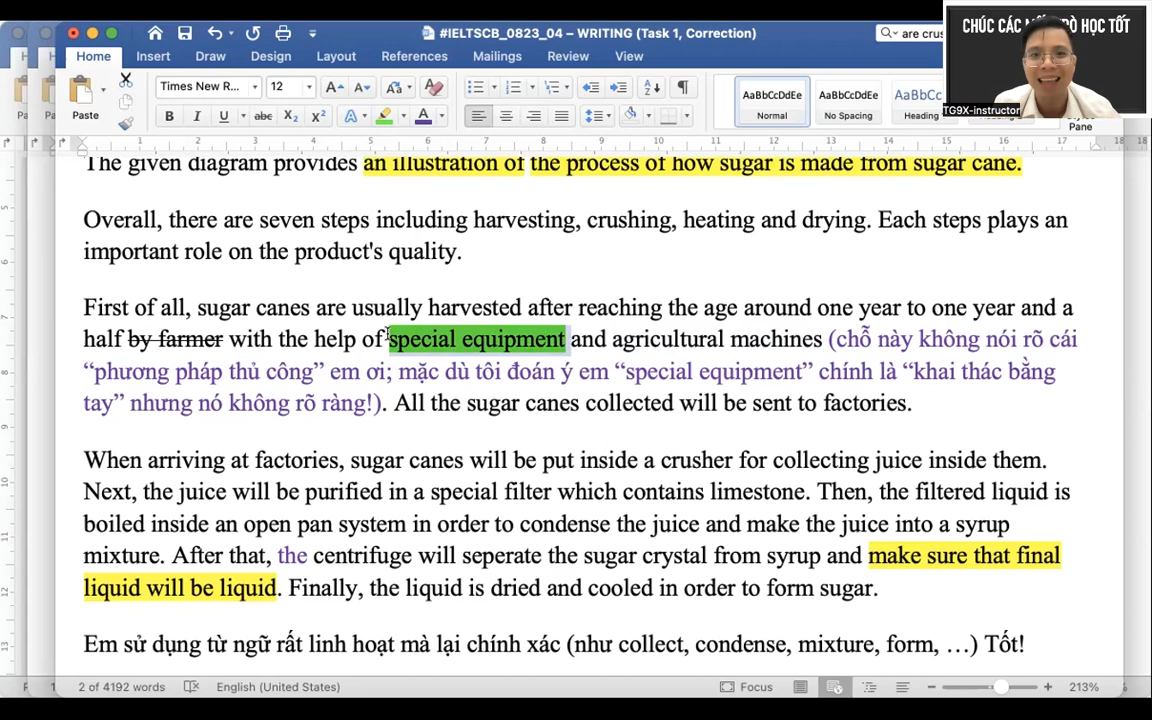 #IELTSCB_0823_04 – WRITING (Task 1, Correction)
are crus
CHÚC CÁC TRÒ HỌC TỐT
TG9X-instructor
Home Insert Draw Design Layout References Mailings Review View
Paste
Times New R... 12
AaBbCcDdEe AaBbCcDdEe AaBbCcDd
Normal No Spacing Heading
Pane
The given diagram provides an illustration of the process of how sugar is made from sugar cane.
Overall, there are seven steps including harvesting, crushing, heating and drying. Each steps plays an
important role on the product's quality.
First of all, sugar canes are usually harvested after reaching the age around one year to one year and a
half by farmer with the help of special equipment and agricultural machines (chỗ này không nói rõ cái
“phương pháp thủ công” em ơi; mặc dù tôi đoán ý em “special equipment” chính là “khai thác bằng
tay” nhưng nó không rõ ràng!). All the sugar canes collected will be sent to factories.
When arriving at factories, sugar canes will be put inside a crusher for collecting juice inside them.
Next, the juice will be purified in a special filter which contains limestone. Then, the filtered liquid is
boiled inside an open pan system in order to condense the juice and make the juice into a syrup
mixture. After that, the centrifuge will seperate the sugar crystal from syrup and make sure that final
liquid will be liquid. Finally, the liquid is dried and cooled in order to form sugar.
Em sử dụng từ ngữ rất linh hoạt mà lại chính xác (như collect, condense, mixture, form, …) Tốt!
2 of 4192 words English (United States) Focus 213%